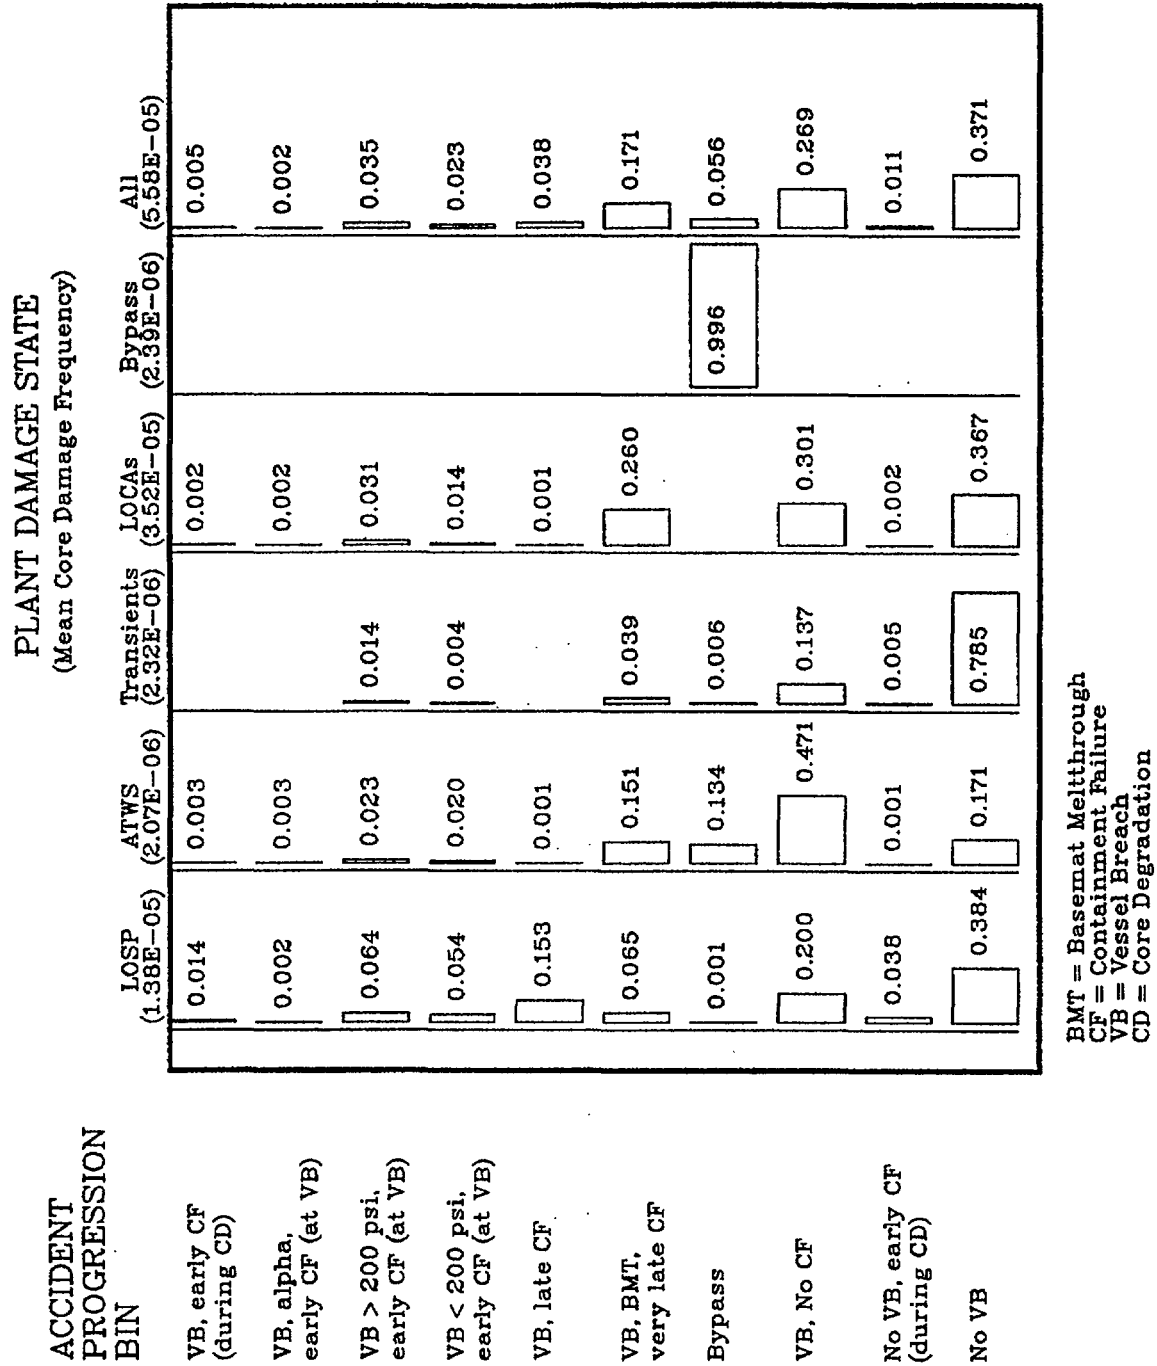 PLANT DAMAGE STATE
(Mean Core Damage Frequency)
ACCIDENT
PROGRESSION
BIN
LOSP
(1.38E-05)
ATWS
(2.07E-06)
Transients
(2.32E-06)
LOCAs
(3.52E-05)
Bypass
(2.39E-06)
All
(5.58E-05)
VB, early CF
(during CD)
0.014
0.003
0.002
0.005
VB, alpha,
early CF (at VB)
0.002
0.003
0.002
0.002
VB > 200 psi,
early CF (at VB)
0.064
0.023
0.014
0.031
0.035
VB < 200 psi,
early CF (at VB)
0.054
0.020
0.004
0.014
0.023
VB, late CF
0.153
0.001
0.001
0.038
VB, BMT,
very late CF
0.065
0.151
0.039
0.260
0.171
Bypass
0.001
0.134
0.006
0.996
0.056
VB, No CF
0.200
0.471
0.137
0.301
0.269
No VB, early CF
(during CD)
0.038
0.001
0.005
0.002
0.011
No VB
0.384
0.171
0.785
0.367
0.371
BMT = Basemat Meltthrough
CF = Containment Failure
VB = Vessel Breach
CD = Core Degradation